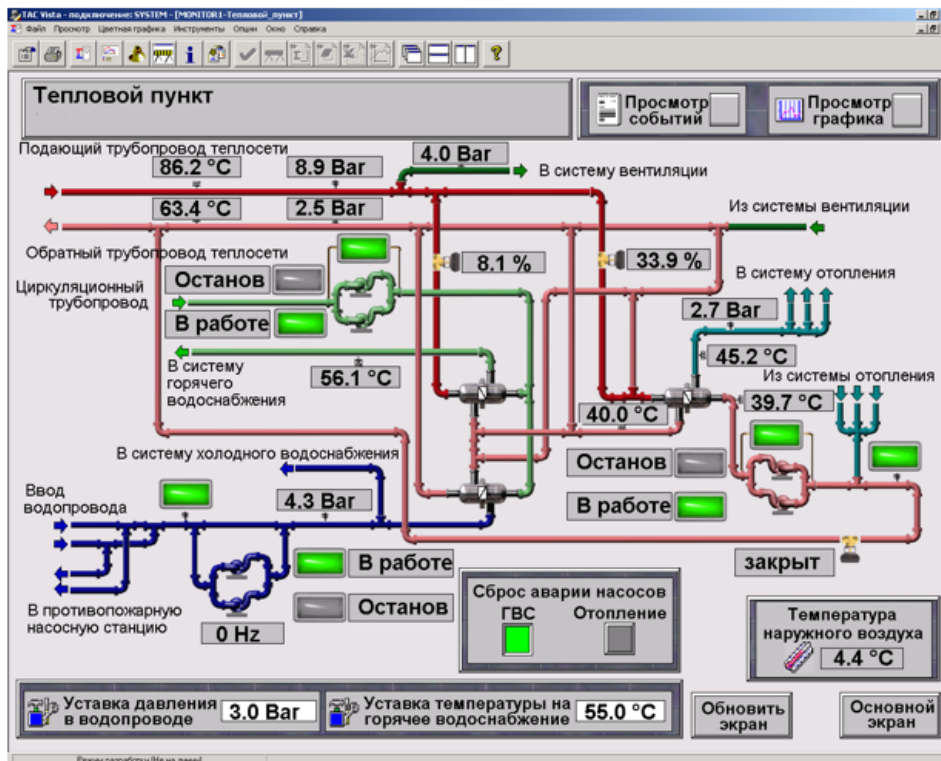 TAC Vista - подключение: SYSTEM - [MONITOR1-Тепловой_пункт]
Файл Просмотр Цветная графика Инструменты Опции Окно Справка
Тепловой пункт
Просмотр событий
Просмотр графика
Подающий трубопровод теплосети
86.2 °C
8.9 Bar
4.0 Bar
В систему вентиляции
63.4 °C
2.5 Bar
Из системы вентиляции
Обратный трубопровод теплосети
8.1 %
33.9 %
Останов
В систему отопления
Циркуляционный
трубопровод
В работе
2.7 Bar
45.2 °C
В систему
горячего
водоснабжения
56.1 °C
Из системы отопления
40.0 °C
39.7 °C
В систему холодного водоснабжения
Останов
Ввод
водопровода
4.3 Bar
В работе
В работе
закрыт
Останов
В противопожарную
насосную станцию
0 Hz
Сброс аварии насосов
ГВС Отопление
Температура
наружного воздуха
4.4 °C
Уставка давления
в водопроводе
3.0 Bar
Уставка температуры на
горячее водоснабжение
55.0 °C
Обновить
экран
Основной
экран